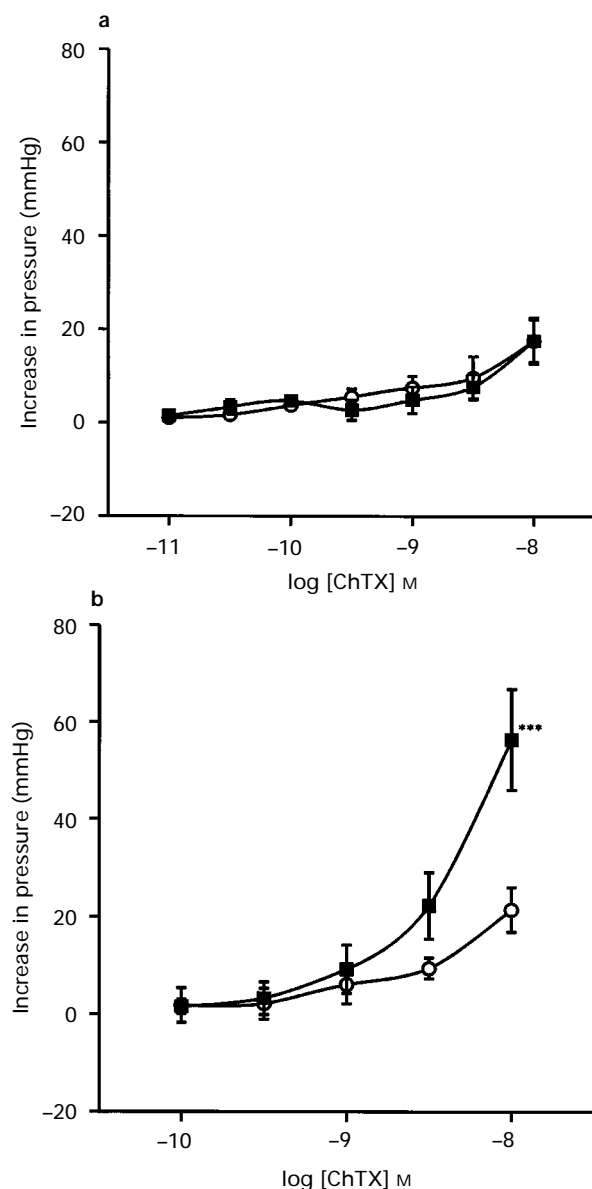 a
80
60
40
20
0
–20
Increase in pressure (mmHg)
–11 –10 –9 –8
log [ChTX] M
b
80
60
40
20
0
–20
Increase in pressure (mmHg)
***
–10 –9 –8
log [ChTX] M